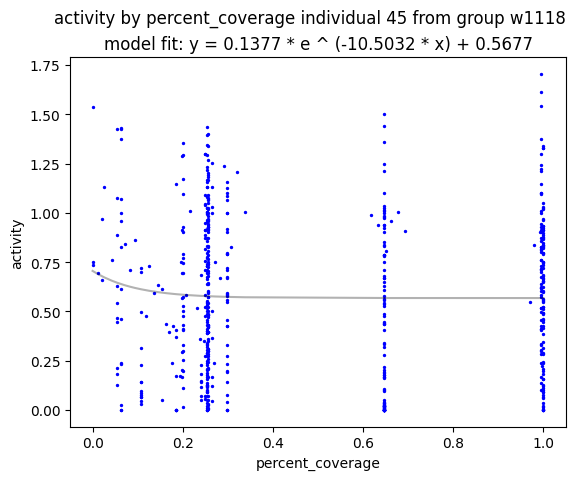 activity by percent_coverage individual 45 from group w1118
model fit: y = 0.1377 * e ^ (-10.5032 * x) + 0.5677
1.75
1.50
1.25
1.00
0.75
0.50
0.25
0.00
activity
0.0 0.2 0.4 0.6 0.8 1.0
percent_coverage